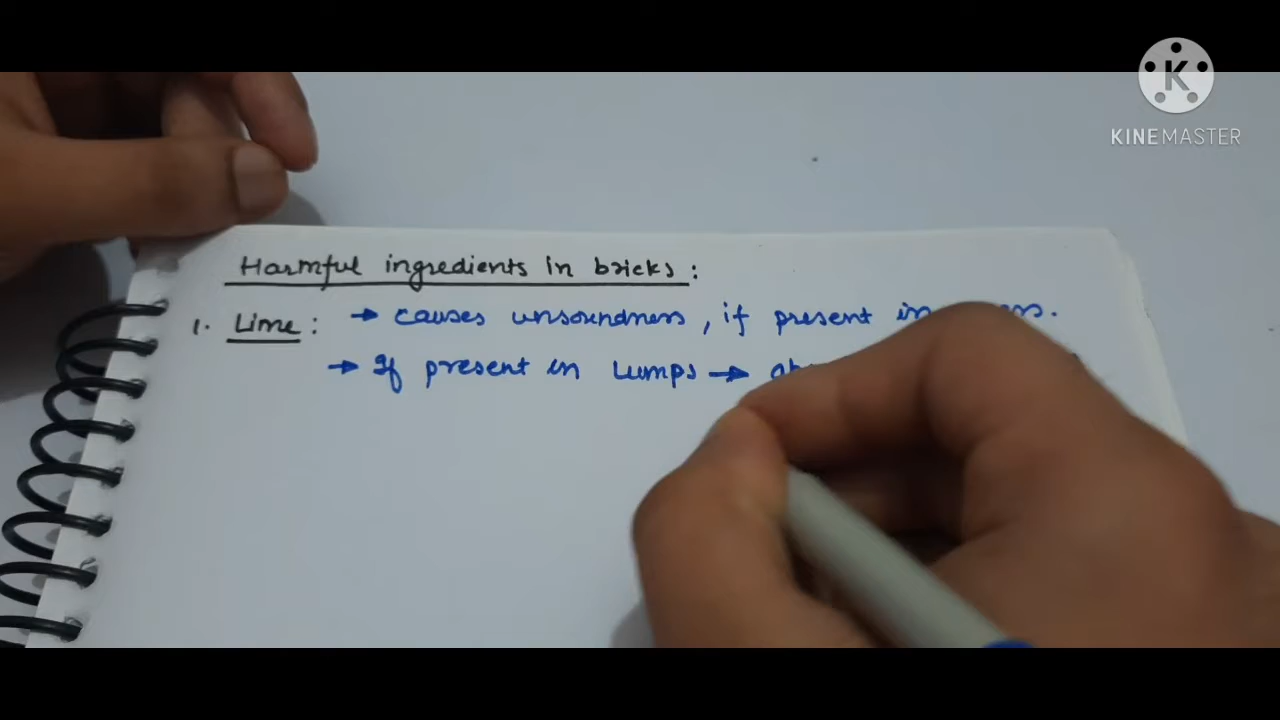 K
KINEMASTER
Harmful ingredients in bricks :
1. Lime : → causes unsoundness, if present in
→ If present in lumps →